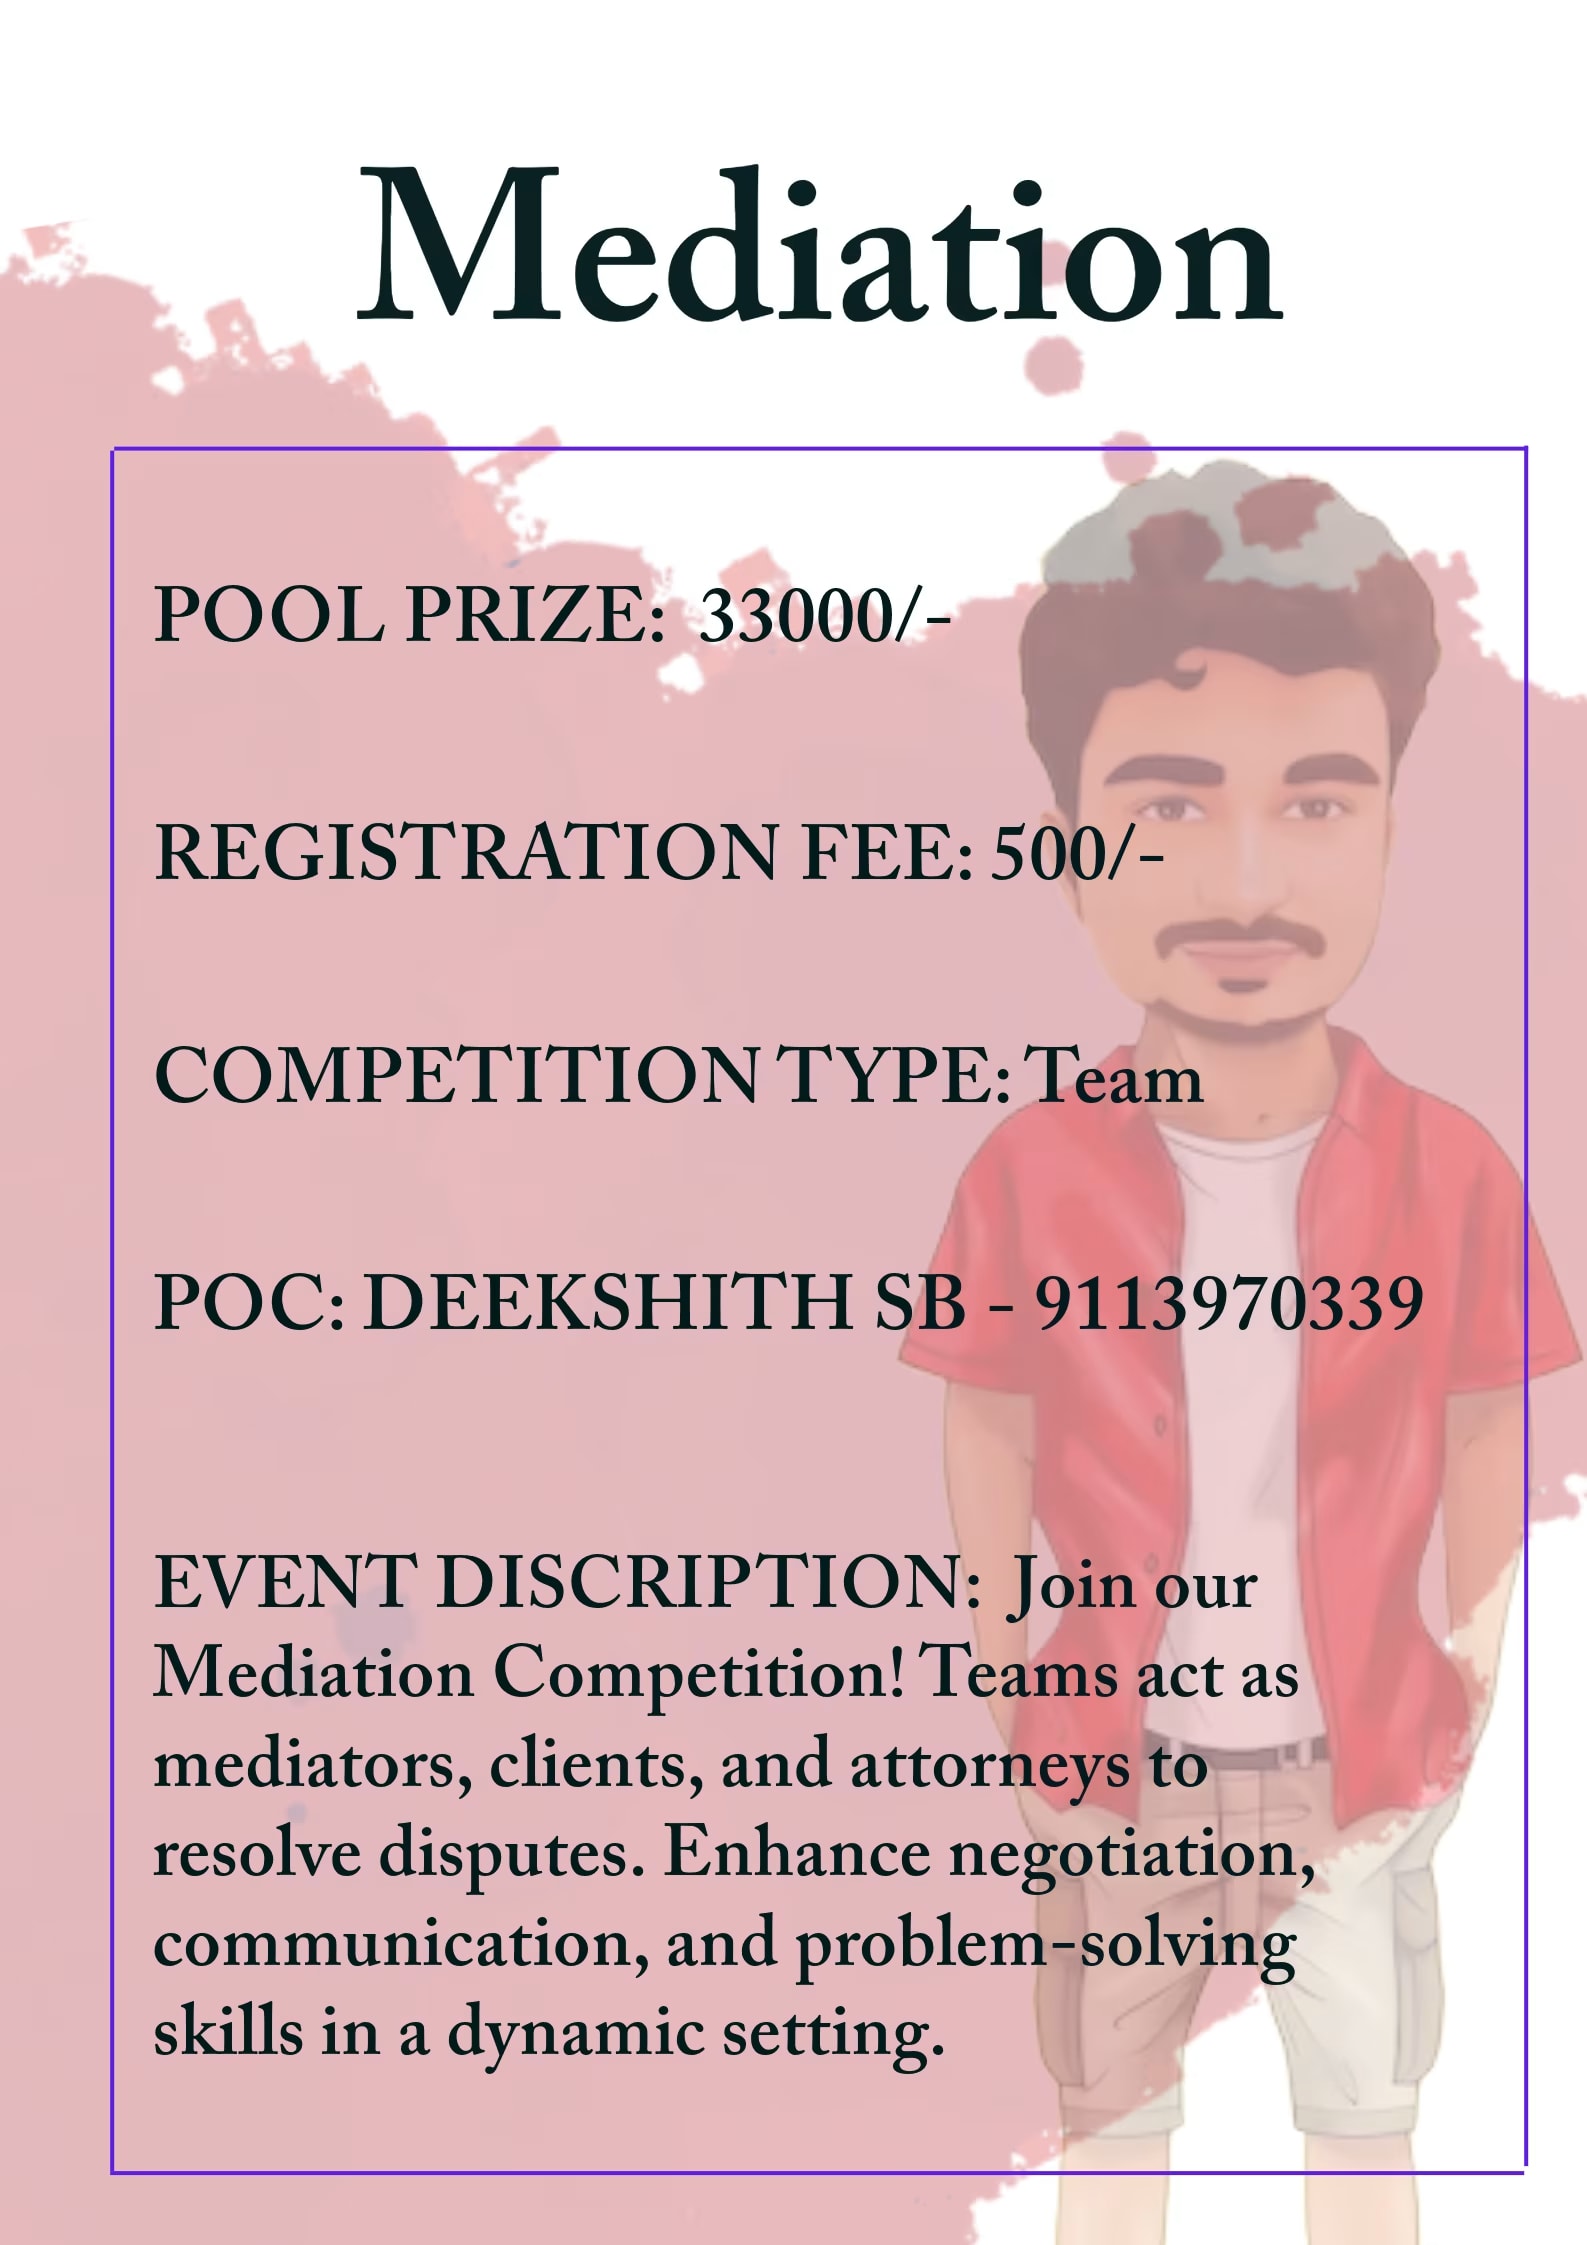 Mediation
POOL PRIZE: 33000/-
REGISTRATION FEE: 500/-
COMPETITION TYPE: Team
POC: DEEKSHITH SB - 9113970339
EVENT DISCRIPTION: Join our
Mediation Competition! Teams act as
mediators, clients, and attorneys to
resolve disputes. Enhance negotiation,
communication, and problem-solving
skills in a dynamic setting.